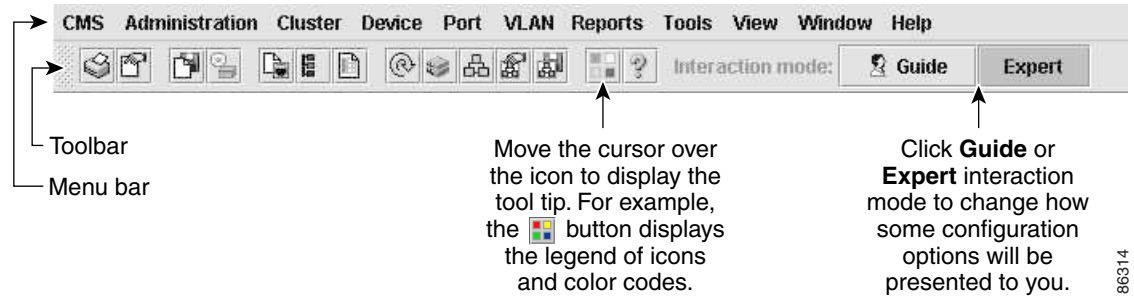 CMS Administration Cluster Device Port VLAN Reports Tools View Window Help
Interaction mode: Guide Expert
Toolbar
Menu bar
Move the cursor over
the icon to display the
tool tip. For example,
the button displays
the legend of icons
and color codes.
Click Guide or
Expert interaction
mode to change how
some configuration
options will be
presented to you.
86314